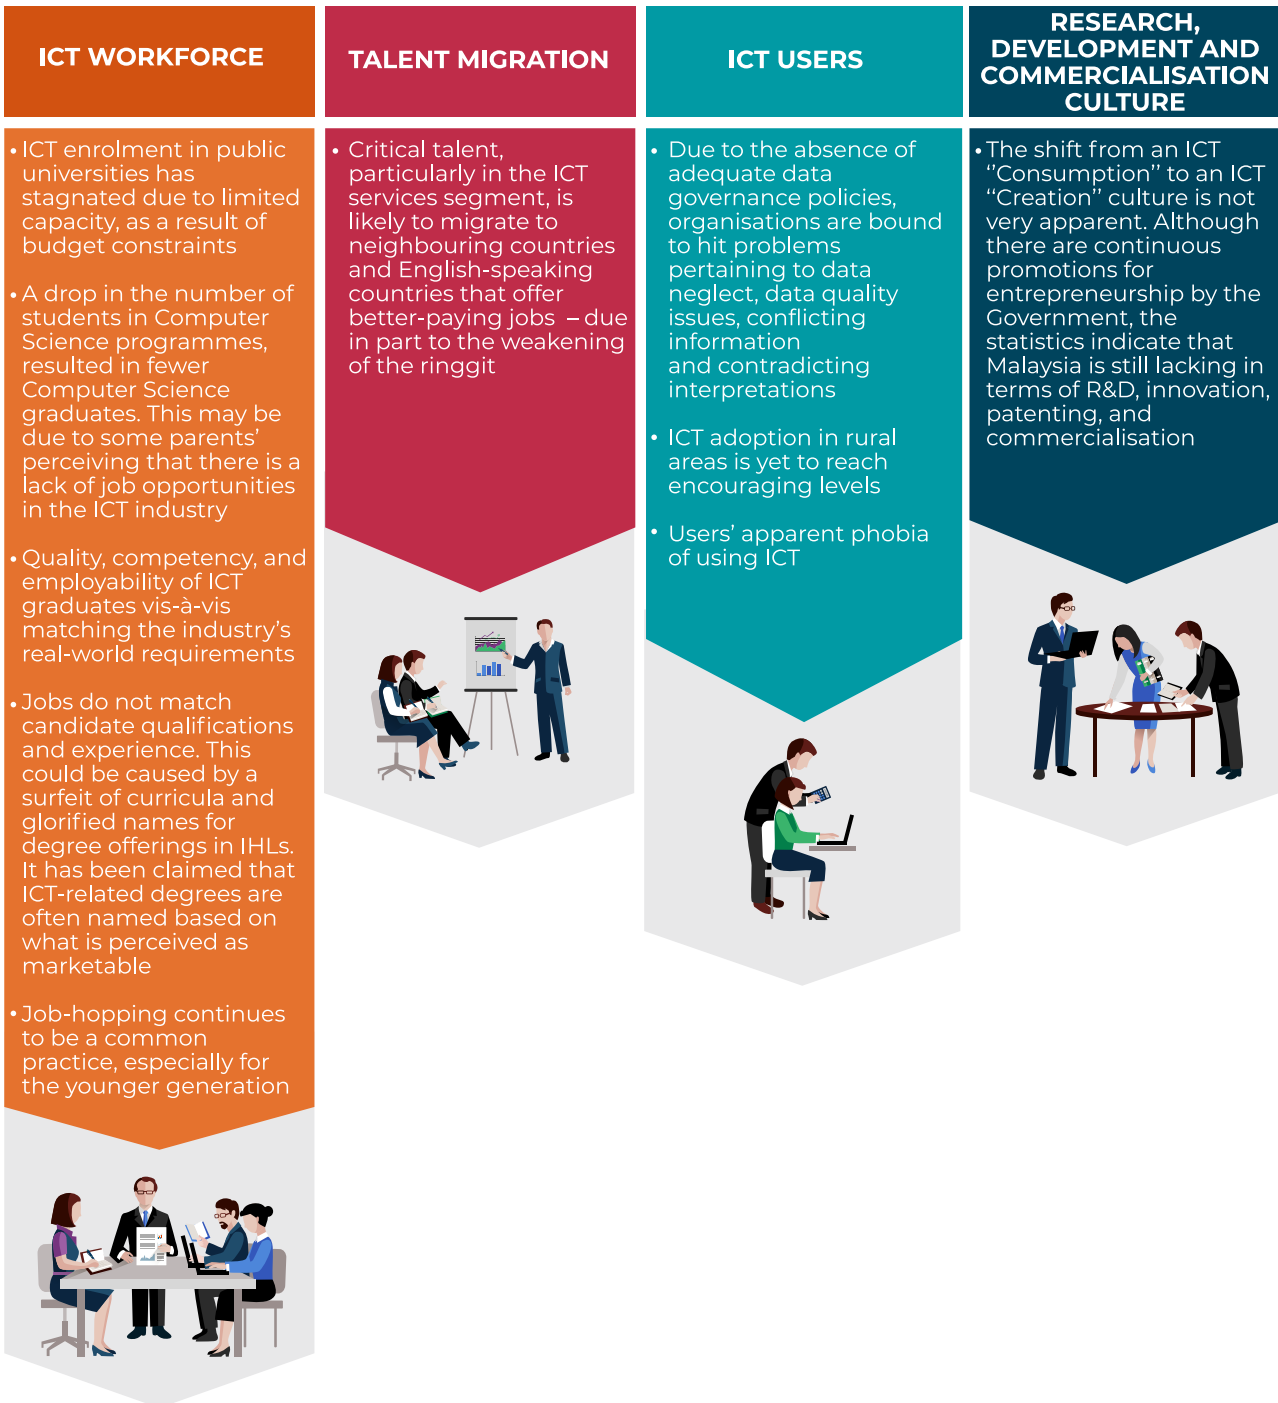 ICT WORKFORCE
• ICT enrolment in public
universities has
stagnated due to limited
capacity, as a result of
budget constraints
• A drop in the number of
students in Computer
Science programmes,
resulted in fewer
Computer Science
graduates. This may be
due to some parents’
perceiving that there is a
lack of job opportunities
in the ICT industry
• Quality, competency, and
employability of ICT
graduates vis-à-vis
matching the industry’s
real-world requirements
• Jobs do not match
candidate qualifications
and experience. This
could be caused by a
surfeit of curricula and
glorified names for
degree offerings in IHLs.
It has been claimed that
ICT-related degrees are
often named based on
what is perceived as
marketable
• Job-hopping continues
to be a common
practice, especially for
the younger generation
TALENT MIGRATION
• Critical talent,
particularly in the ICT
services segment, is
likely to migrate to
neighbouring countries
and English-speaking
countries that offer
better-paying jobs – due
in part to the weakening
of the ringgit
ICT USERS
• Due to the absence of
adequate data
governance policies,
organisations are bound
to hit problems
pertaining to data
neglect, data quality
issues, conflicting
information
and contradicting
interpretations
• ICT adoption in rural
areas is yet to reach
encouraging levels
• Users’ apparent phobia
of using ICT
RESEARCH,
DEVELOPMENT AND
COMMERCIALISATION
CULTURE
• The shift from an ICT
‘’Consumption’’ to an ICT
“Creation” culture is not
very apparent. Although
there are continuous
promotions for
entrepreneurship by the
Government, the
statistics indicate that
Malaysia is still lacking in
terms of R&D, innovation,
patenting, and
commercialisation